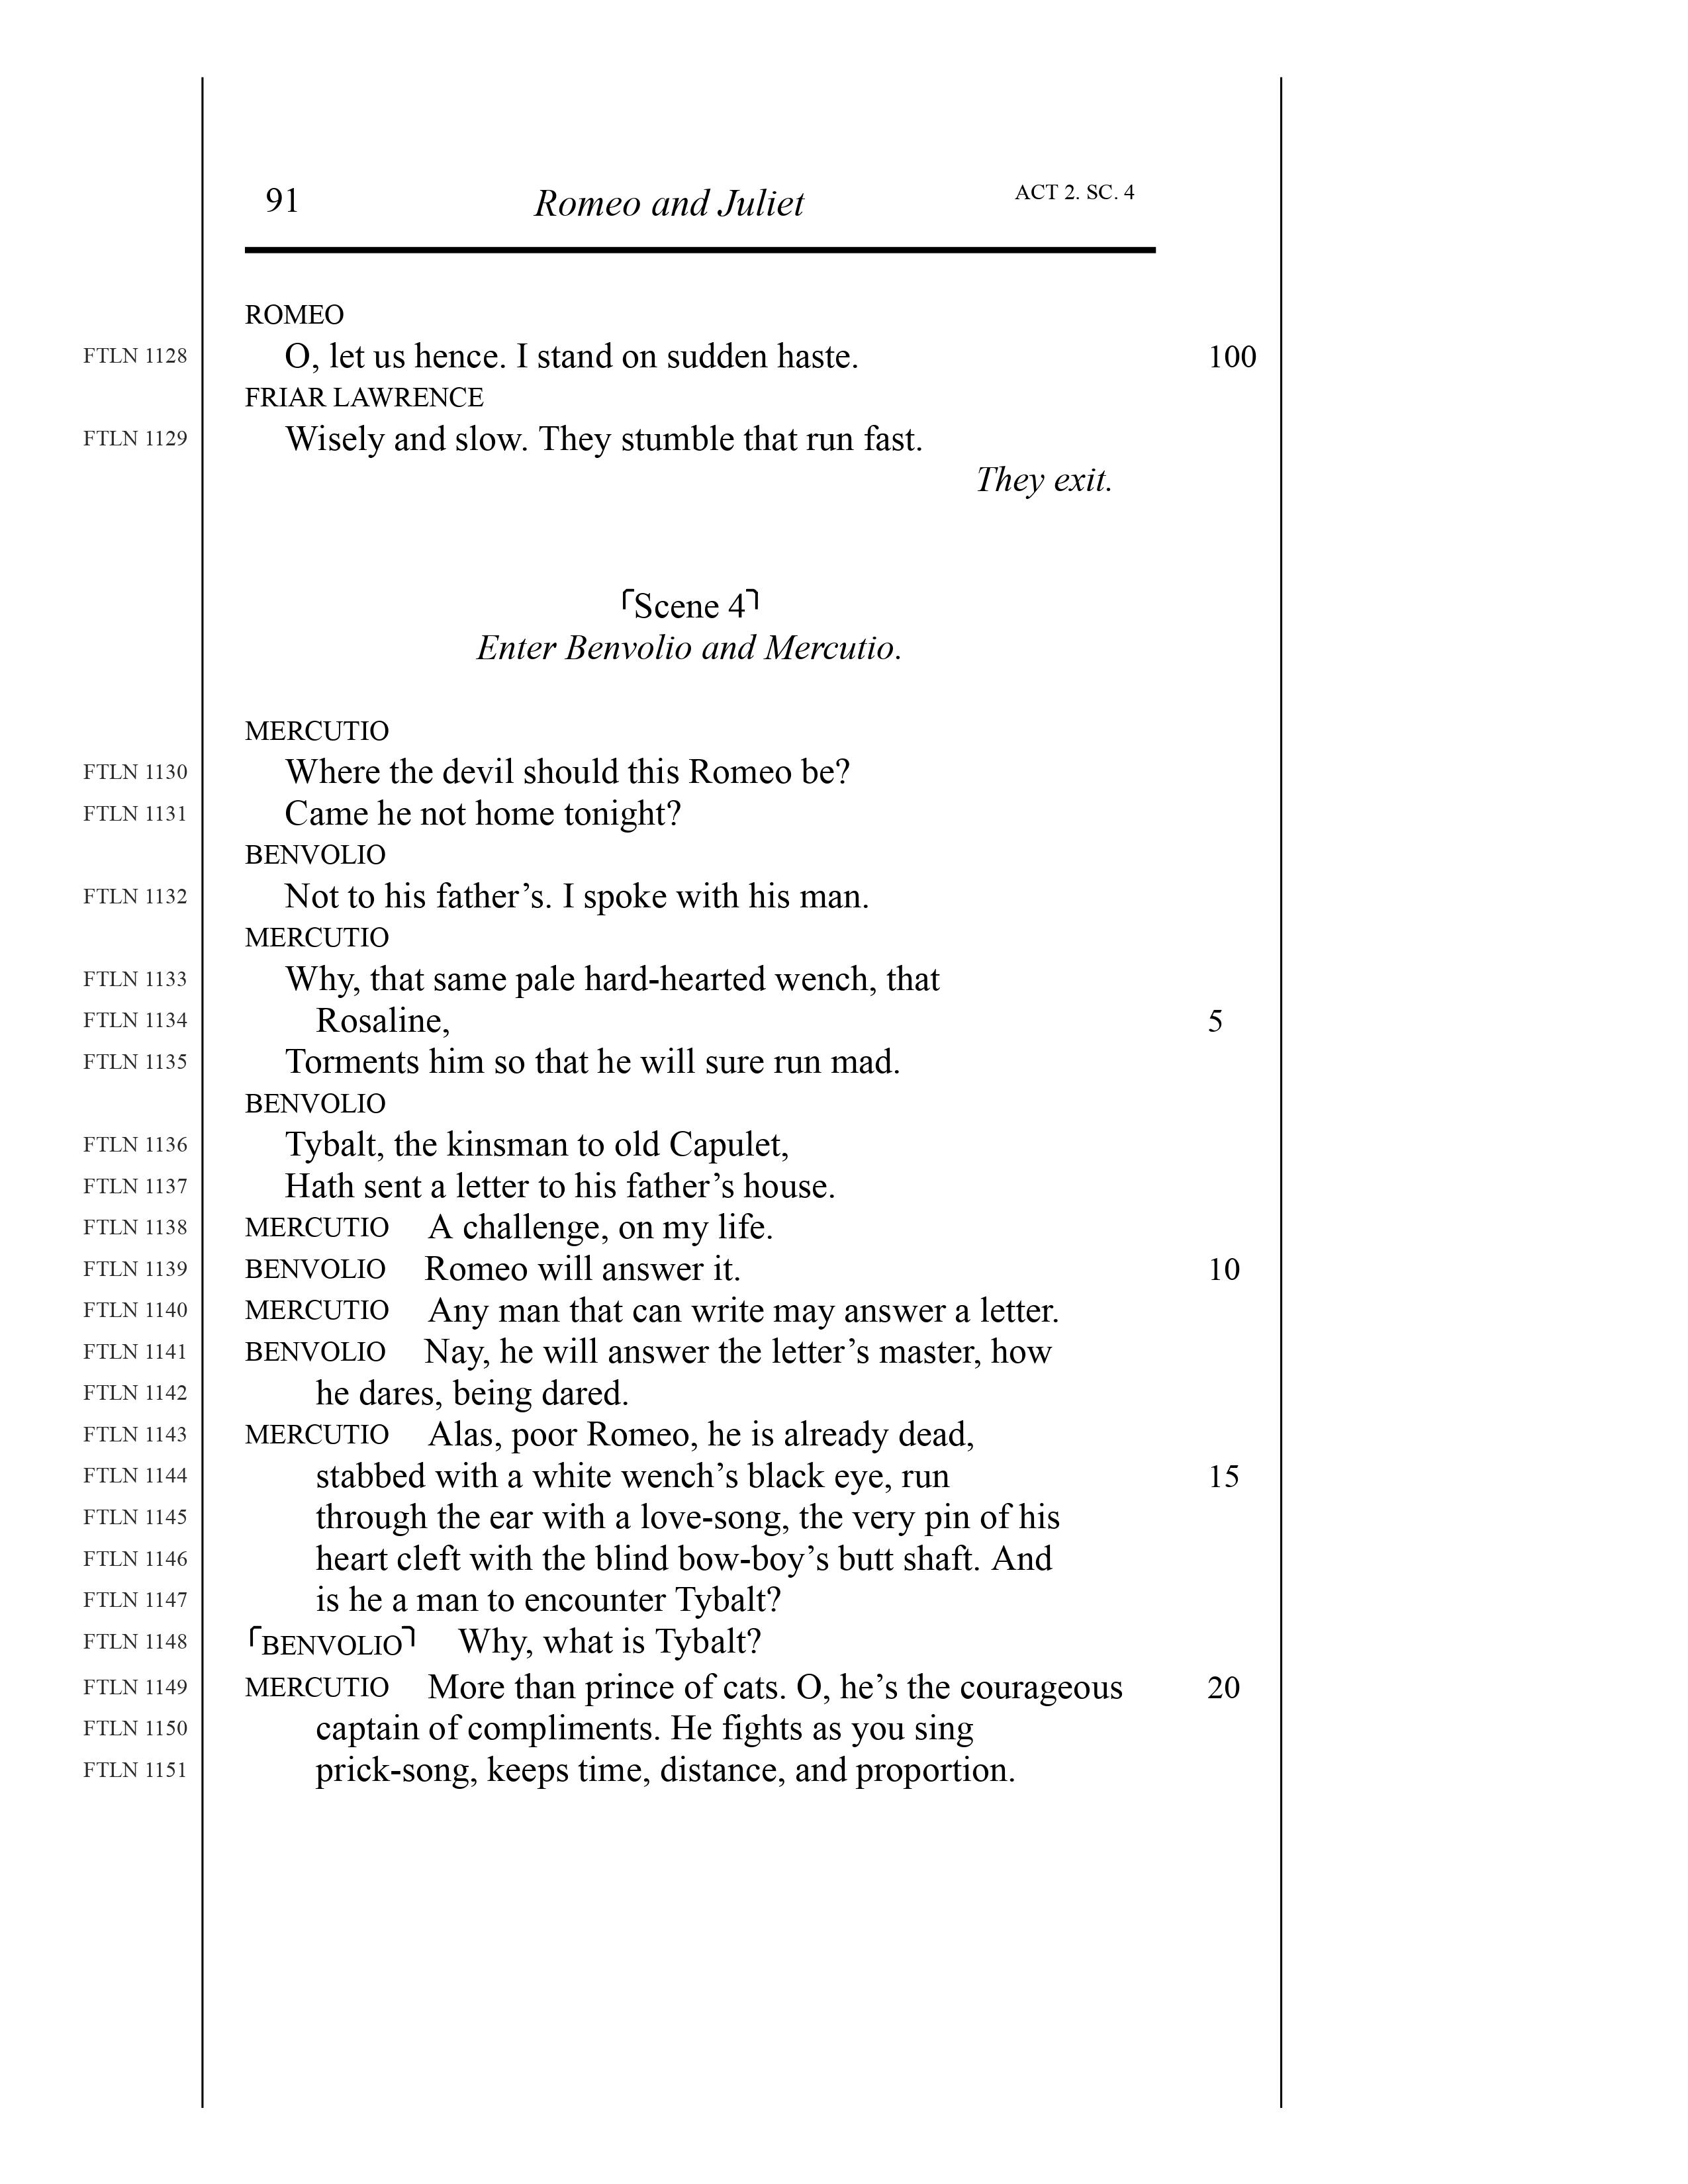 91 Romeo and Juliet ACT 2. SC. 4
ROMEO
FTLN 1128 O, let us hence. I stand on sudden haste. 100
FRIAR LAWRENCE
FTLN 1129 Wisely and slow. They stumble that run fast.
They exit.
⌜Scene 4⌝
Enter Benvolio and Mercutio.
MERCUTIO
FTLN 1130 Where the devil should this Romeo be?
FTLN 1131 Came he not home tonight?
BENVOLIO
FTLN 1132 Not to his father’s. I spoke with his man.
MERCUTIO
FTLN 1133 Why, that same pale hard-hearted wench, that
FTLN 1134 Rosaline, 5
FTLN 1135 Torments him so that he will sure run mad.
BENVOLIO
FTLN 1136 Tybalt, the kinsman to old Capulet,
FTLN 1137 Hath sent a letter to his father’s house.
FTLN 1138 MERCUTIO A challenge, on my life.
FTLN 1139 BENVOLIO Romeo will answer it. 10
FTLN 1140 MERCUTIO Any man that can write may answer a letter.
FTLN 1141 BENVOLIO Nay, he will answer the letter’s master, how
FTLN 1142 he dares, being dared.
FTLN 1143 MERCUTIO Alas, poor Romeo, he is already dead,
FTLN 1144 stabbed with a white wench’s black eye, run 15
FTLN 1145 through the ear with a love-song, the very pin of his
FTLN 1146 heart cleft with the blind bow-boy’s butt shaft. And
FTLN 1147 is he a man to encounter Tybalt?
FTLN 1148 ⌜BENVOLIO⌝ Why, what is Tybalt?
FTLN 1149 MERCUTIO More than prince of cats. O, he’s the courageous 20
FTLN 1150 captain of compliments. He fights as you sing
FTLN 1151 prick-song, keeps time, distance, and proportion.